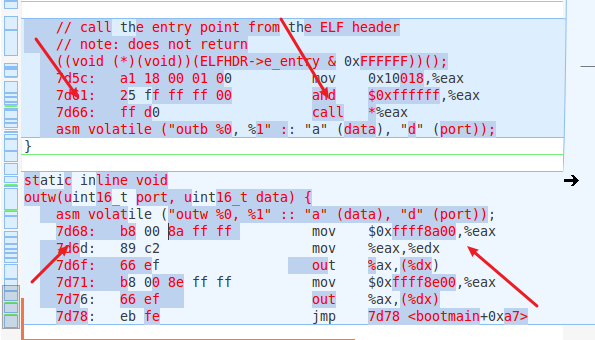 // call the entry point from the ELF header
// note: does not return
((void (*)(void))(ELFHDR->e_entry & 0xFFFFFF))();
7d5c: a1 18 00 01 00 mov 0x10018,%eax
7d61: 25 ff ff ff 00 and $0xffffff,%eax
7d66: ff d0 call *%eax
asm volatile ("outb %0, %1" :: "a" (data), "d" (port));
}
static inline void
outw(uint16_t port, uint16_t data) {
asm volatile ("outw %0, %1" :: "a" (data), "d" (port));
7d68: b8 00 8a ff ff mov $0xffff8a00,%eax
7d6d: 89 c2 mov %eax,%edx
7d6f: 66 ef out %ax,(%dx)
7d71: b8 00 8e ff ff mov $0xffff8e00,%eax
7d76: 66 ef out %ax,(%dx)
7d78: eb fe jmp 7d78 <bootmain+0xa7>